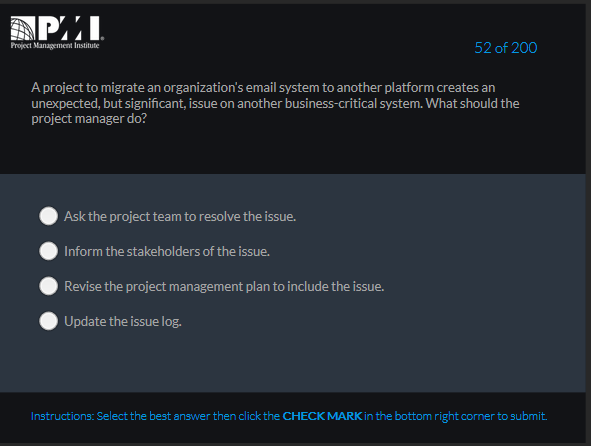 PMI.
Project Management Institute
52 of 200
A project to migrate an organization's email system to another platform creates an
unexpected, but significant, issue on another business-critical system. What should the
project manager do?
Ask the project team to resolve the issue.
Inform the stakeholders of the issue.
Revise the project management plan to include the issue.
Update the issue log.
Instructions: Select the best answer then click the CHECK MARK in the bottom right corner to submit.